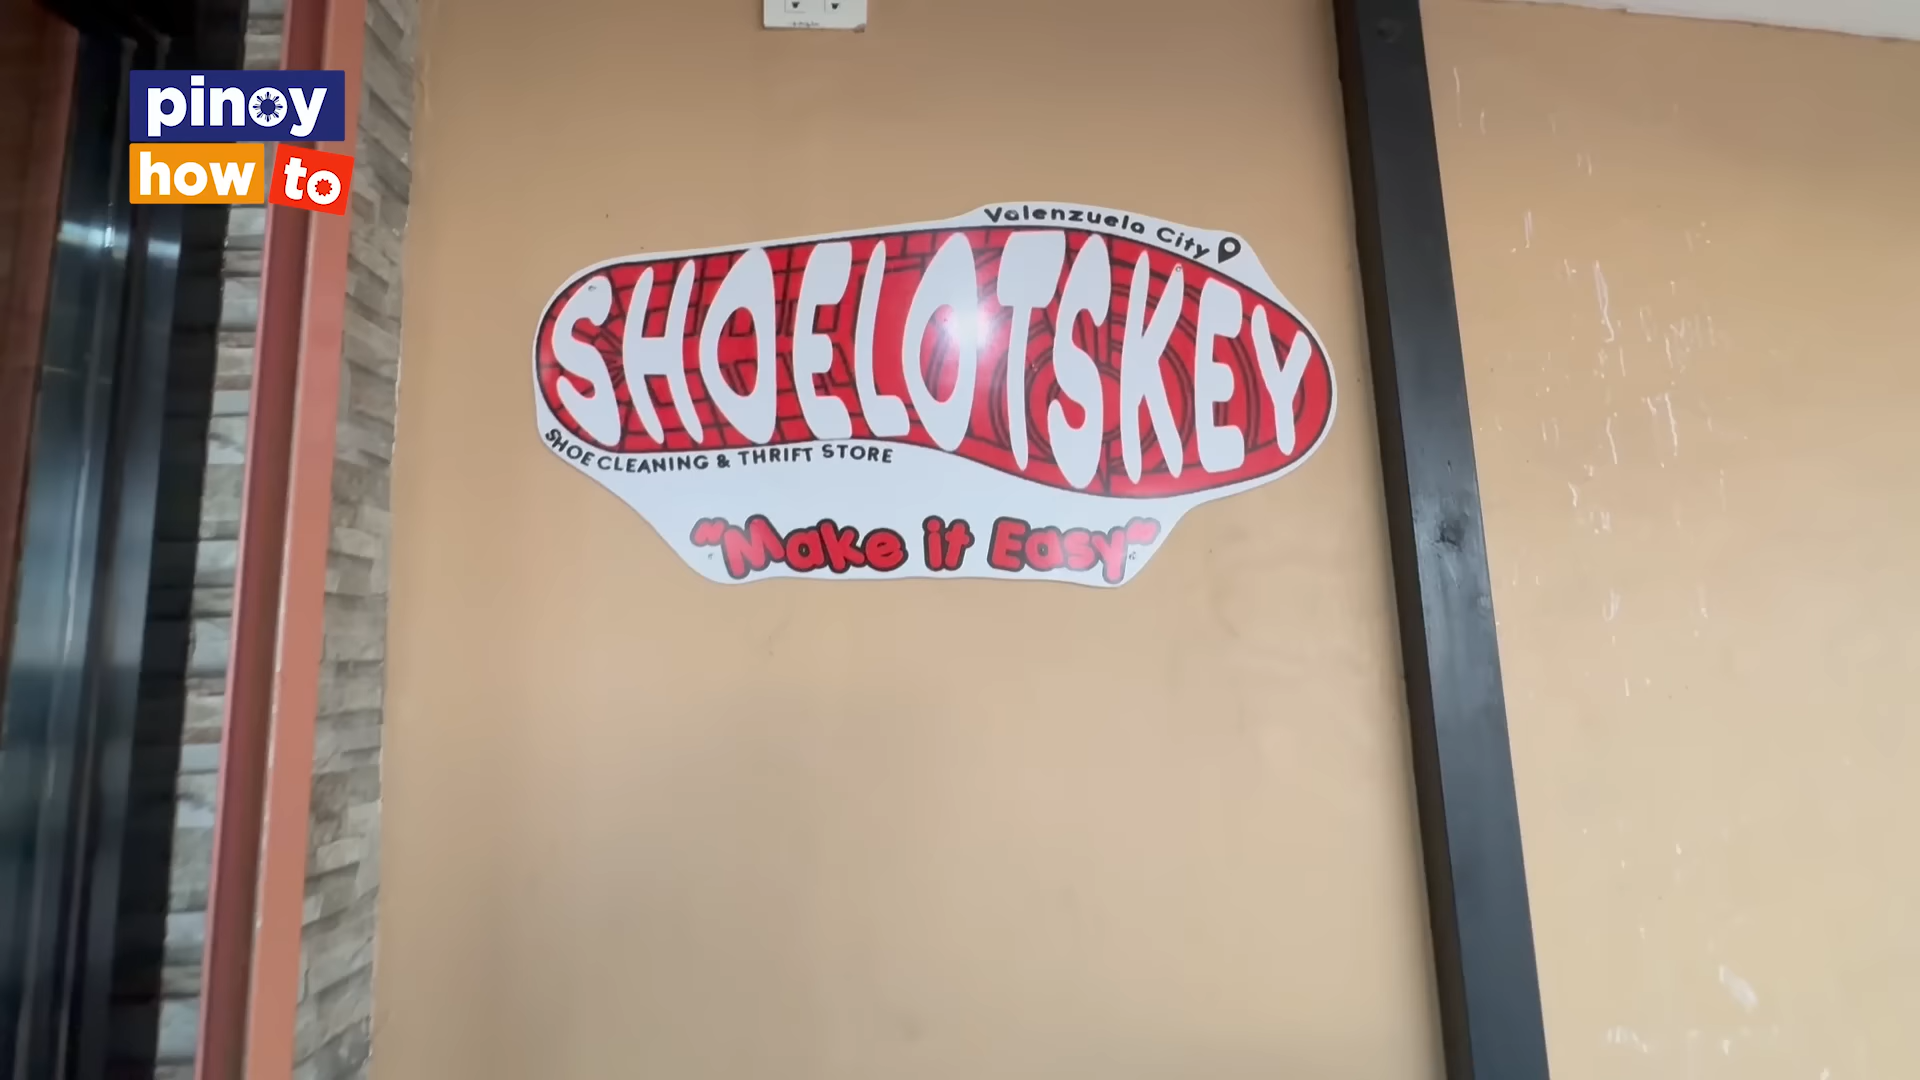 pinoy
how to
Valenzuela City
SHOELOTSKEY
SHOE CLEANING & THRIFT STORE
"Make it Easy"